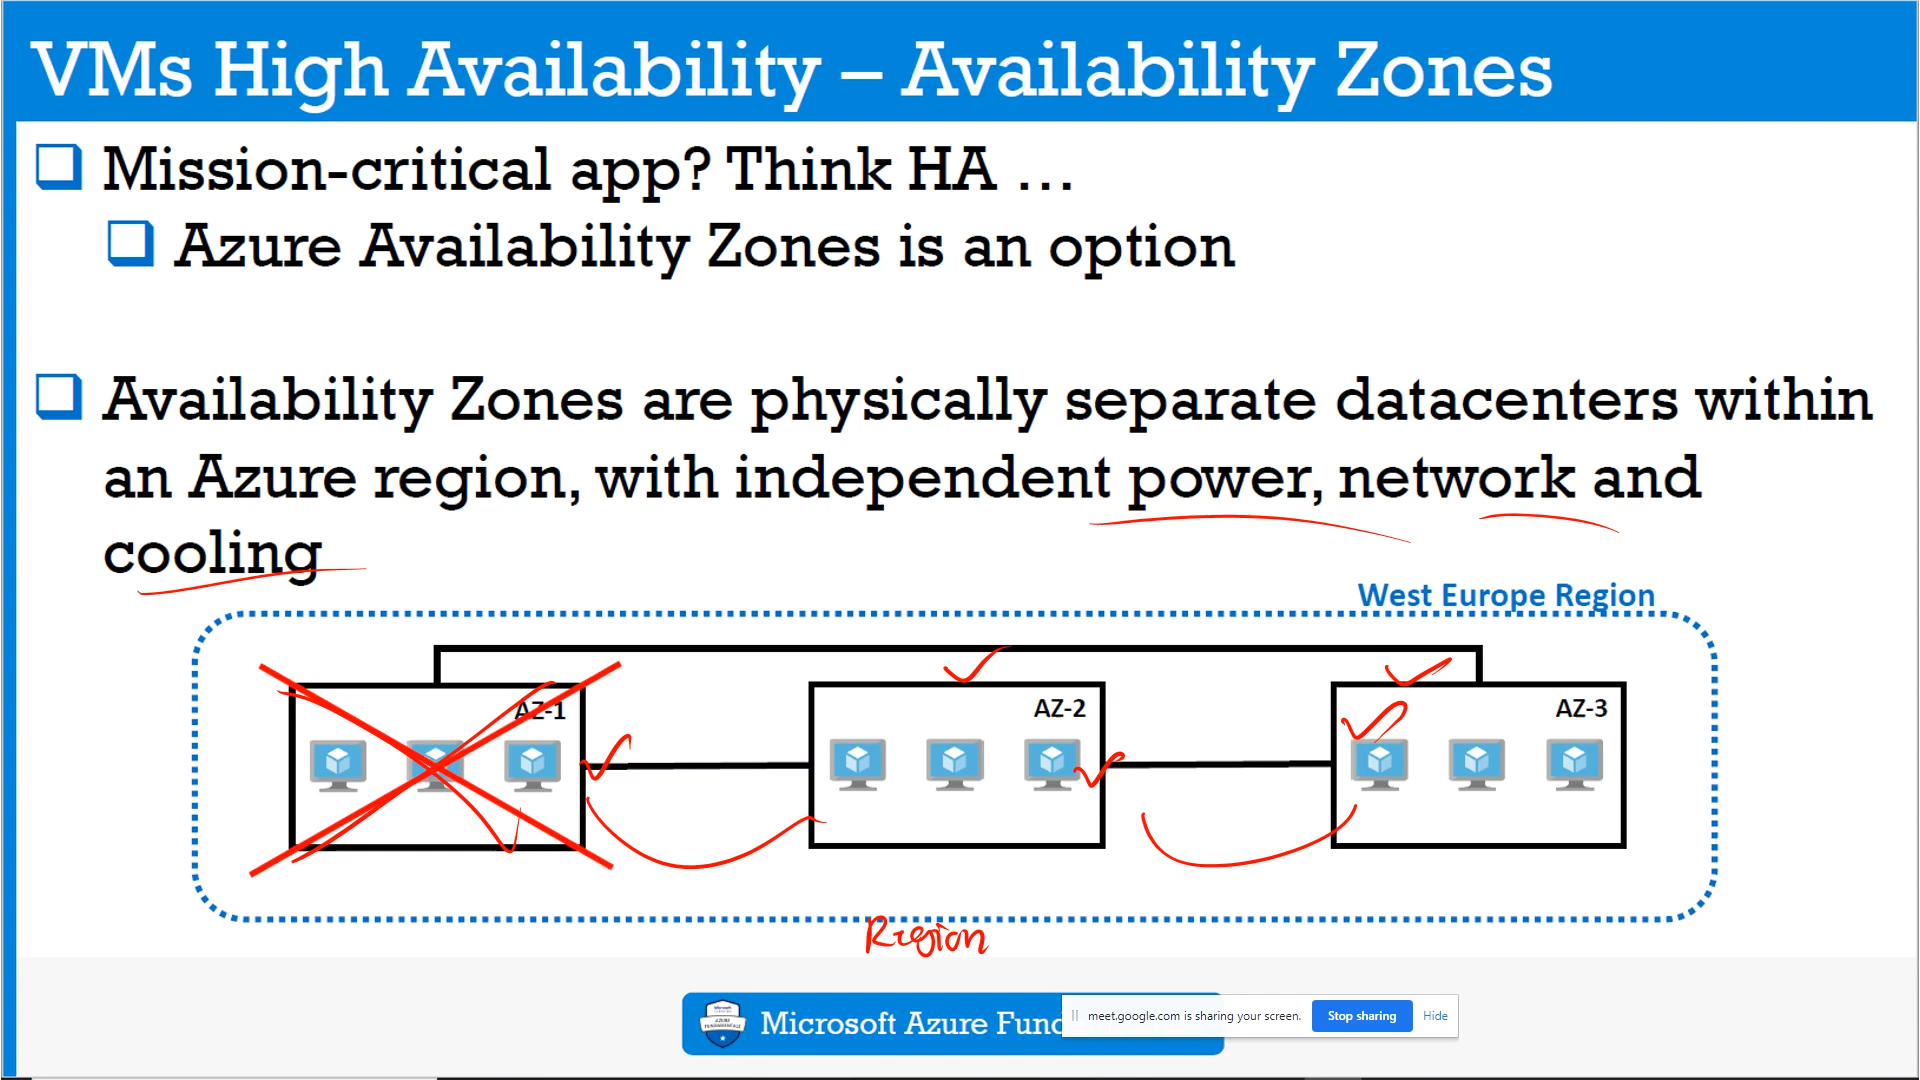 VMs High Availability – Availability Zones
Mission-critical app? Think HA …
Azure Availability Zones is an option
Availability Zones are physically separate datacenters within
an Azure region, with independent power, network and
cooling
West Europe Region
AZ-1
AZ-2
AZ-3
Region
Microsoft Azure Fund
meet.google.com is sharing your screen.
Stop sharing
Hide